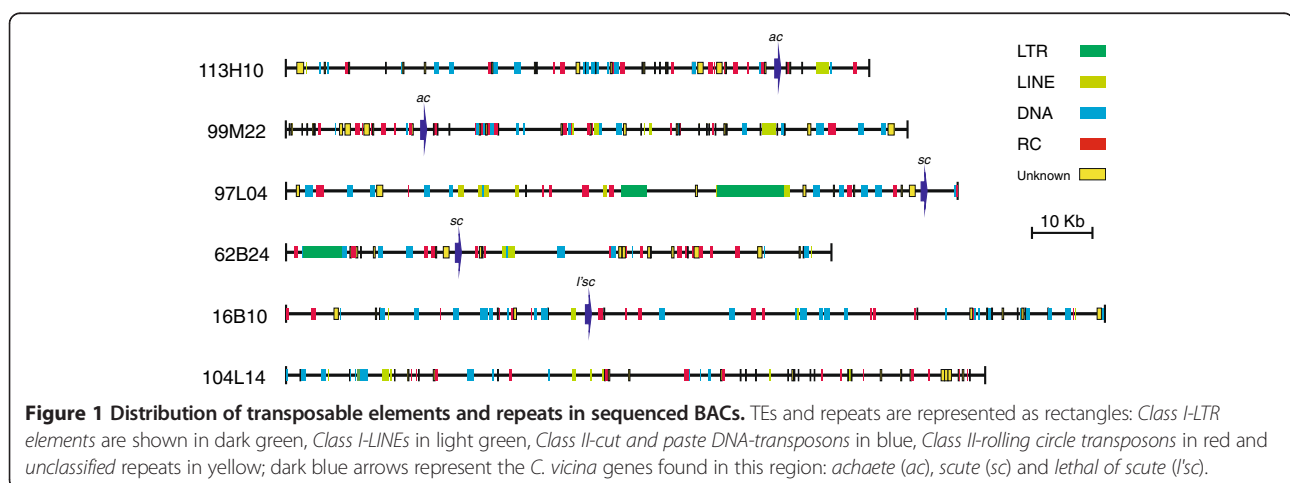 ac
113H10
ac
99M22
sc
97L04
sc
62B24
l'sc
16B10
104L14
LTR
LINE
DNA
RC
Unknown
10 Kb
Figure 1 Distribution of transposable elements and repeats in sequenced BACs. TEs and repeats are represented as rectangles: Class I-LTR
elements are shown in dark green, Class I-LINEs in light green, Class II-cut and paste DNA-transposons in blue, Class II-rolling circle transposons in red and
unclassified repeats in yellow; dark blue arrows represent the C. vicina genes found in this region: achaete (ac), scute (sc) and lethal of scute (l'sc).